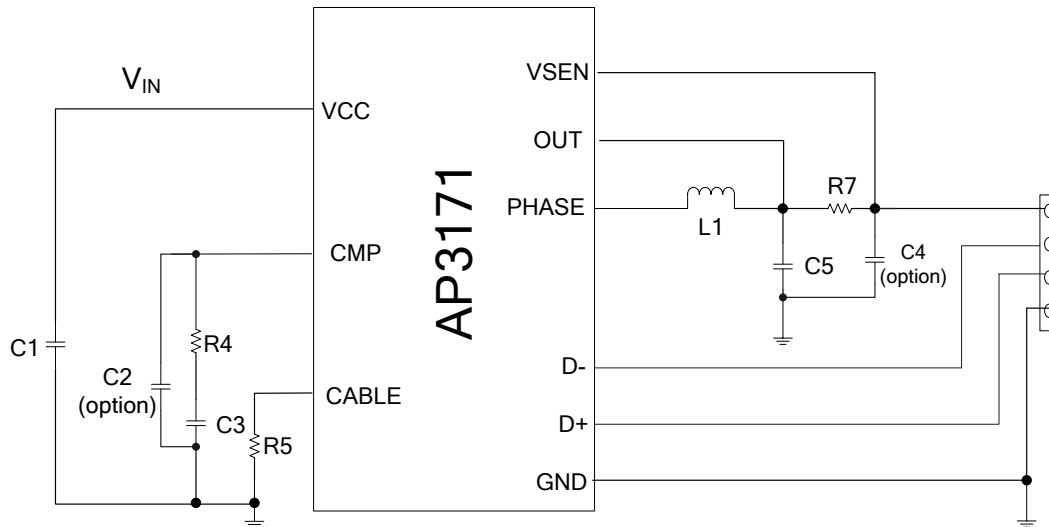 V_IN
VCC
CMP
CABLE
C1
C2
(option)
R4
C3
R5
AP3171
VSEN
OUT
PHASE
D-
D+
GND
L1
R7
C5
C4
(option)